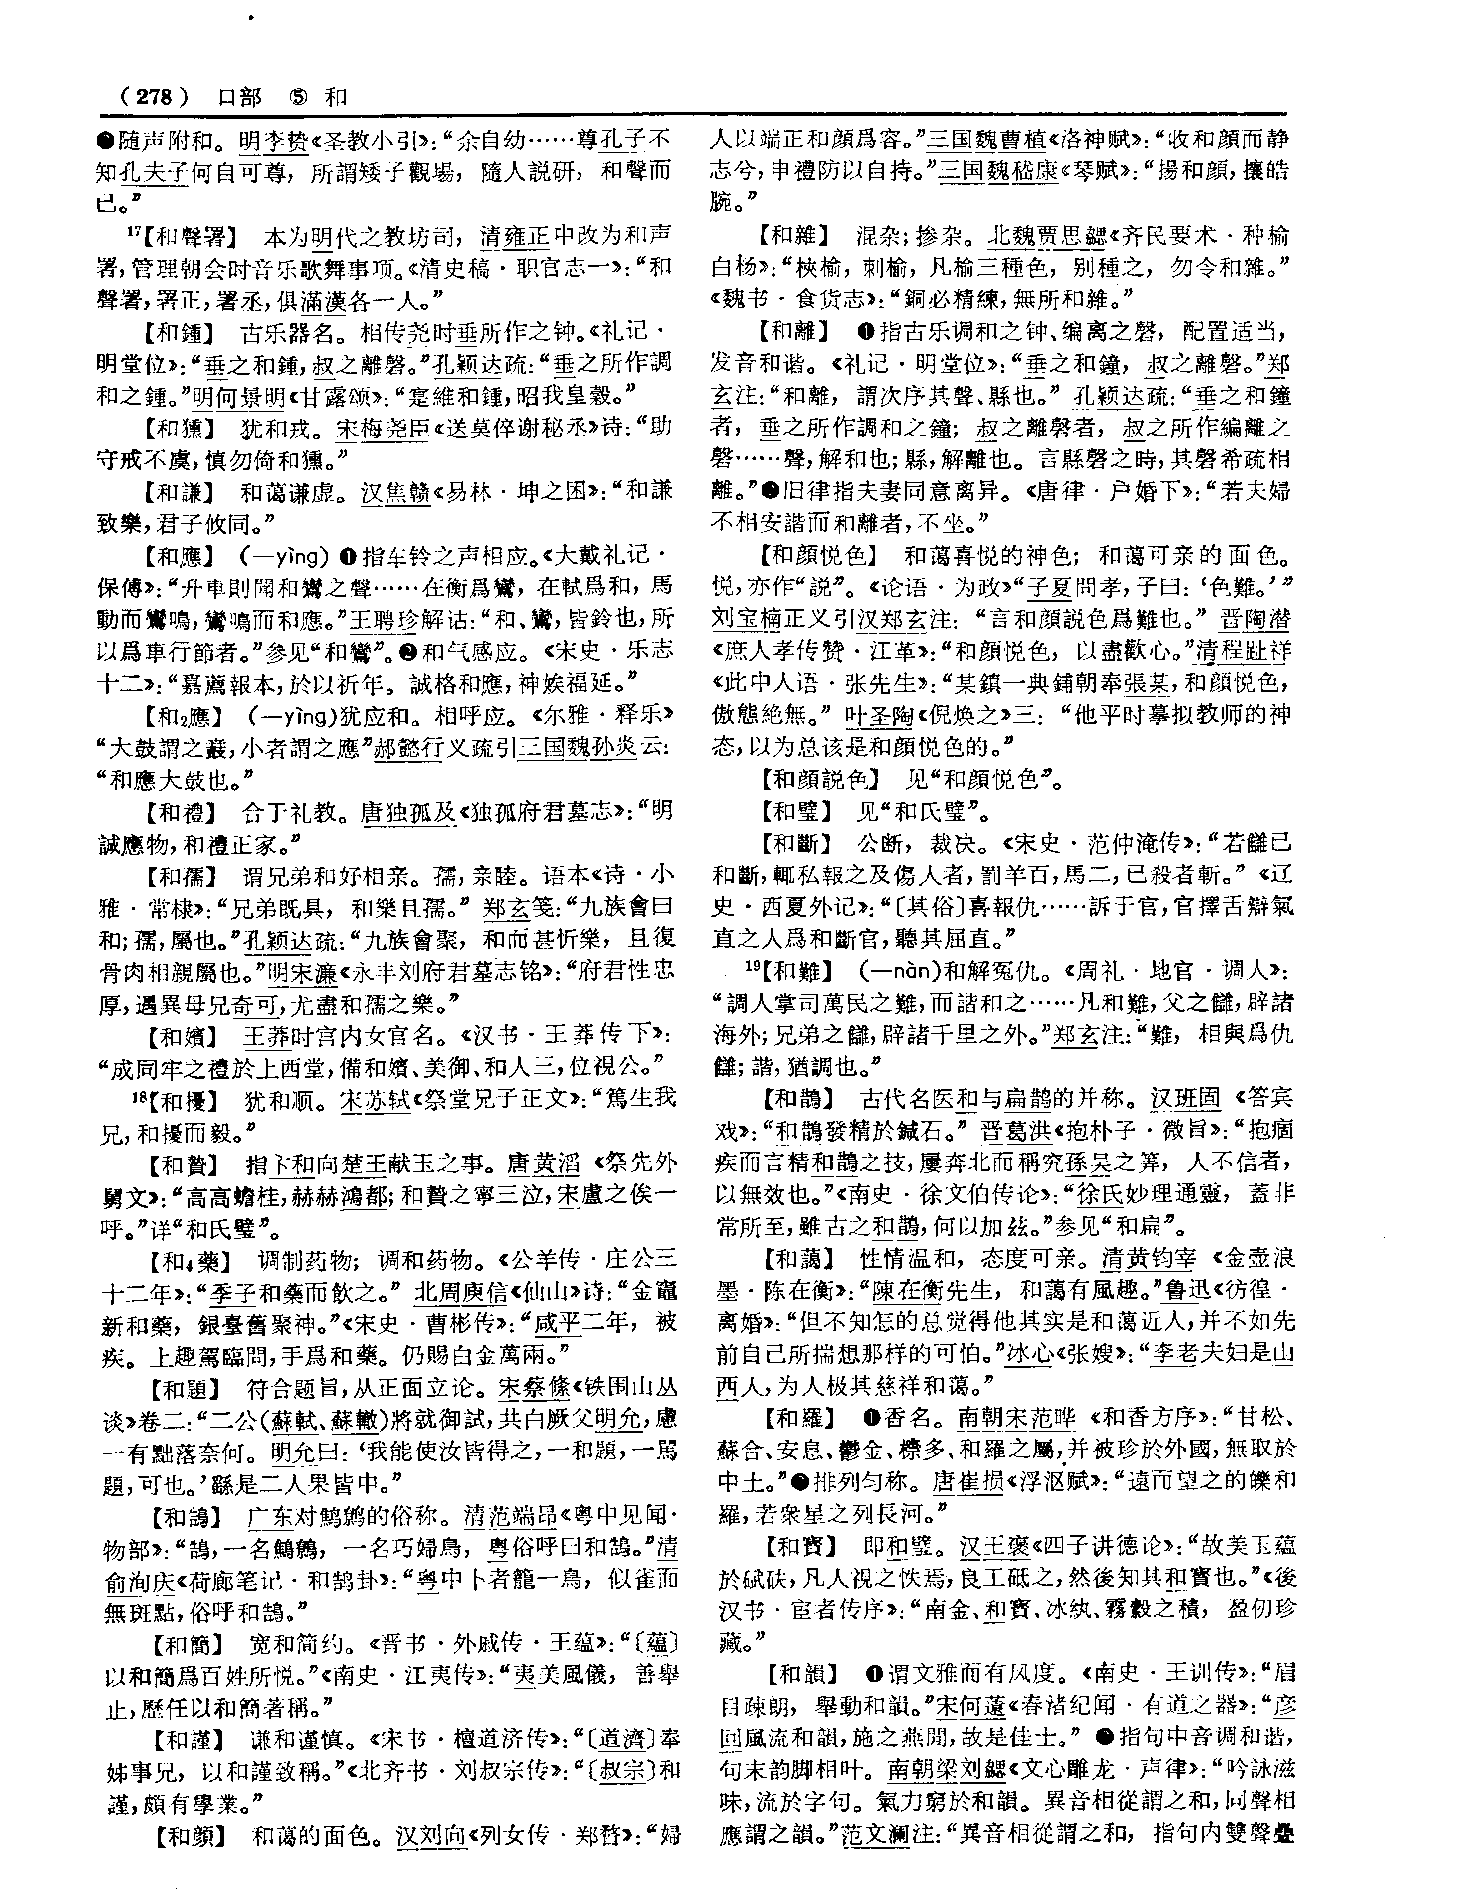 （278） 口部 ⑤ 和
❷随声附和。明李贽《圣教小引》：“余自幼……尊孔子不
知孔夫子何自可尊，所謂矮子觀場，隨人説研，和聲而
已。”
17【和聲署】 本为明代之教坊司，清雍正中改为和声
署，管理朝会时音乐歌舞事项。《清史稿·职官志一》：“和
聲署，署正，署丞，俱滿漢各一人。”
【和鍾】 古乐器名。相传尧时垂所作之钟。《礼记·
明堂位》：“垂之和鍾，叔之離磬。”孔颖达疏：“垂之所作調
和之鍾。”明何景明《甘露颂》：“寔維和鍾，昭我皇穀。”
【和獯】 犹和戎。宋梅尧臣《送莫倅谢秘丞》诗：“助
守戒不虞，慎勿倚和獯。”
【和謙】 和蔼谦虚。汉焦赣《易林·坤之困》：“和謙
致樂，君子攸同。”
【和應】 （—yìng）❶指车铃之声相应。《大戴礼记·
保傅》：“升車則聞和鸞之聲……在衡爲鸞，在軾爲和，馬
動而鸞鳴，鸞鳴而和應。”王聘珍解诂：“和、鸞，皆鈴也，所
以爲車行節者。”参见“和鸞”。❷和气感应。《宋史·乐志
十二》：“嘉薦報本，於以祈年。誠格和應，神娭福延。”
【和₂應】 （—yìng）犹应和。相呼应。《尔雅·释乐》
“大鼓謂之鼖，小者謂之應”郝懿行义疏引三国魏孙炎云：
“和應大鼓也。”
【和禮】 合于礼教。唐独孤及《独孤府君墓志》：“明
誠應物，和禮正家。”
【和孺】 谓兄弟和好相亲。孺，亲睦。语本《诗·小
雅·常棣》：“兄弟既具，和樂且孺。”郑玄笺：“九族會曰
和；孺，屬也。”孔颖达疏：“九族會聚，和而甚忻樂，且復
骨肉相親屬也。”明宋濂《永丰刘府君墓志铭》：“府君性忠
厚，遇異母兄奇可，尤盡和孺之樂。”
【和嬪】 王莽时宫内女官名。《汉书·王莽传下》：
“成同牢之禮於上西堂，備和嬪、美御、和人三，位視公。”
18【和擾】 犹和顺。宋苏轼《祭堂兄子正文》：“篤生我
兄，和擾而毅。”
【和贄】 指卞和向楚王献玉之事。唐黄滔《祭先外
舅文》：“高高蟾桂，赫赫鴻都；和贄之寧三泣，宋盧之俟一
呼。”详“和氏璧”。
【和₄藥】 调制药物；调和药物。《公羊传·庄公三
十二年》：“季子和藥而飲之。”北周庾信《仙山》诗：“金竈
新和藥，銀臺舊聚神。”《宋史·曹彬传》：“咸平二年，被
疾。上趣駕臨問，手爲和藥。仍賜白金萬兩。”
【和題】 符合题旨，从正面立论。宋蔡絛《铁围山丛
谈》卷二：“二公（蘇軾、蘇轍）將就御試，共白厥父明允，慮
一有黜落奈何。明允曰：‘我能使汝皆得之，一和題，一駡
題，可也。’繇是二人果皆中。”
【和鵠】 广东对鹪鹩的俗称。清范端昂《粤中见闻·
物部》：“鵠，一名鷦鷯，一名巧婦鳥，粤俗呼曰和鵠。”清
俞洵庆《荷廊笔记·和鹄卦》：“粤中卜者籠一鳥，似雀而
無斑點，俗呼和鵠。”
【和簡】 宽和简约。《晋书·外戚传·王蕴》：“〔藴〕
以和簡爲百姓所悦。”《南史·江夷传》：“夷美風儀，善舉
止，歷任以和簡著稱。”
【和謹】 谦和谨慎。《宋书·檀道济传》：“〔道濟〕奉
姊事兄，以和謹致稱。”《北齐书·刘叔宗传》：“〔叔宗〕和
謹，頗有學業。”
【和顔】 和蔼的面色。汉刘向《列女传·郑瞀》：“婦
人以端正和顔爲容。”三国魏曹植《洛神赋》：“收和顔而静
志兮，申禮防以自持。”三国魏嵇康《琴赋》：“揚和顔，攘皓
腕。”
【和雜】 混杂；掺杂。北魏贾思勰《齐民要术·种榆
白杨》：“梜榆，刺榆，凡榆三種色，别種之，勿令和雜。”
《魏书·食货志》：“銅必精練，無所和雜。”
【和離】 ❶指古乐调和之钟、编离之磬，配置适当，
发音和谐。《礼记·明堂位》：“垂之和鐘，叔之離磬。”郑
玄注：“和離，謂次序其聲、縣也。”孔颖达疏：“垂之和鐘
者，垂之所作調和之鐘；叔之離磬者，叔之所作編離之
磬……聲，解和也；縣，解離也。言縣磬之時，其磬希疏相
離。”❷旧律指夫妻同意离异。《唐律·户婚下》：“若夫婦
不相安諧而和離者，不坐。”
【和顔悦色】 和蔼喜悦的神色；和蔼可亲的面色。
悦，亦作“説”。《论语·为政》“子夏問孝，子曰：‘色難。’”
刘宝楠正义引汉郑玄注：“言和顔説色爲難也。”晋陶潜
《庶人孝传赞·江革》：“和顔悦色，以盡歡心。”清程趾祥
《此中人语·张先生》：“某鎮一典鋪朝奉張某，和顔悦色，
傲態絶無。”叶圣陶《倪焕之》三：“他平时摹拟教师的神
态，以为总该是和顔悦色的。”
【和顔説色】 见“和顔悦色”。
【和璧】 见“和氏璧”。
【和斷】 公断，裁决。《宋史·范仲淹传》：“若讎已
和斷，輒私報之及傷人者，罰羊百，馬二，已殺者斬。”《辽
史·西夏外记》：“〔其俗〕喜報仇……訴于官，官擇舌辯氣
直之人爲和斷官，聽其屈直。”
19【和難】 （—nàn）和解冤仇。《周礼·地官·调人》：
“調人掌司萬民之難，而諧和之……凡和難，父之讎，辟諸
海外；兄弟之讎，辟諸千里之外。”郑玄注：“難，相與爲仇
讎；諧，猶調也。”
【和鵲】 古代名医和与扁鹊的并称。汉班固《答宾
戏》：“和鵲發精於鍼石。”晋葛洪《抱朴子·微旨》：“抱痼
疾而言精和鵲之技，屢奔北而稱究孫吴之筭，人不信者，
以無效也。”《南史·徐文伯传论》：“徐氏妙理通靈，蓋非
常所至，雖古之和鵲，何以加兹。”参见“和扁”。
【和藹】 性情温和，态度可亲。清黄钧宰《金壶浪
墨·陈在衡》：“陳在衡先生，和藹有風趣。”鲁迅《彷徨·
离婚》：“但不知怎的总觉得他其实是和蔼近人，并不如先
前自己所揣想那样的可怕。”冰心《张嫂》：“李老夫妇是山
西人，为人极其慈祥和蔼。”
【和羅】 ❶香名。南朝宋范晔《和香方序》：“甘松、
蘇合、安息、鬱金、㮈多、和羅之屬，并被珍於外國，無取於
中土。”❷排列匀称。唐崔损《浮沤赋》：“遠而望之的皪和
羅，若衆星之列長河。”
【和寶】 即和璧。汉王褒《四子讲德论》：“故美玉藴
於碔砆，凡人視之怢焉，良工砥之，然後知其和寶也。”《後
汉书·宦者传序》：“南金、和寶、冰紈、霧縠之積，盈仞珍
藏。”
【和韻】 ❶谓文雅而有风度。《南史·王训传》：“眉
目疎朗，舉動和韻。”宋何薳《春渚纪闻·有道之器》：“彦
回風流和韻，施之燕閒，故是佳士。”❷指句中音调和谐，
句末韵脚相叶。南朝梁刘勰《文心雕龙·声律》：“吟詠滋
味，流於字句。氣力窮於和韻。異音相從謂之和，同聲相
應謂之韻。”范文澜注：“異音相從謂之和，指句内雙聲疊